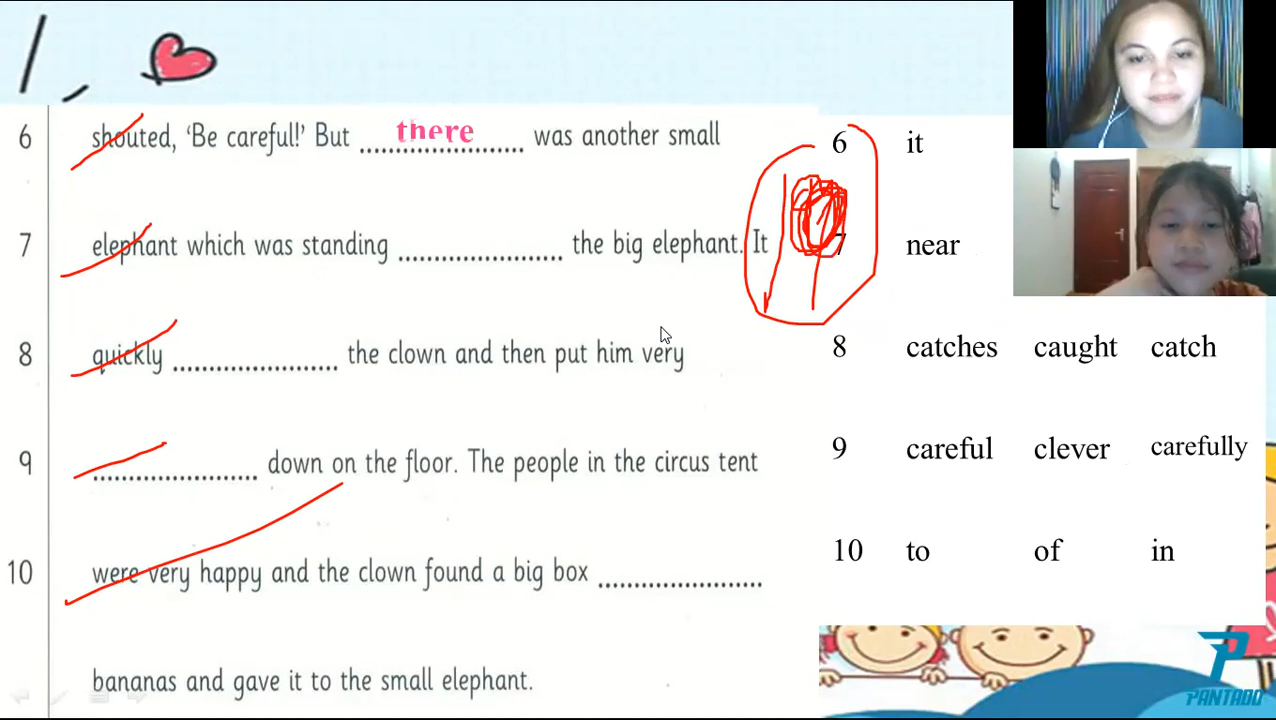 6 shouted, ‘Be careful!’ But there was another small
7 elephant which was standing ........................ the big elephant. It
8 quickly ........................ the clown and then put him very
9 ........................ down on the floor. The people in the circus tent
10 were very happy and the clown found a big box ........................
bananas and gave it to the small elephant.
6 it
7 near
8 catches caught catch
9 careful clever carefully
10 to of in
PANTADO